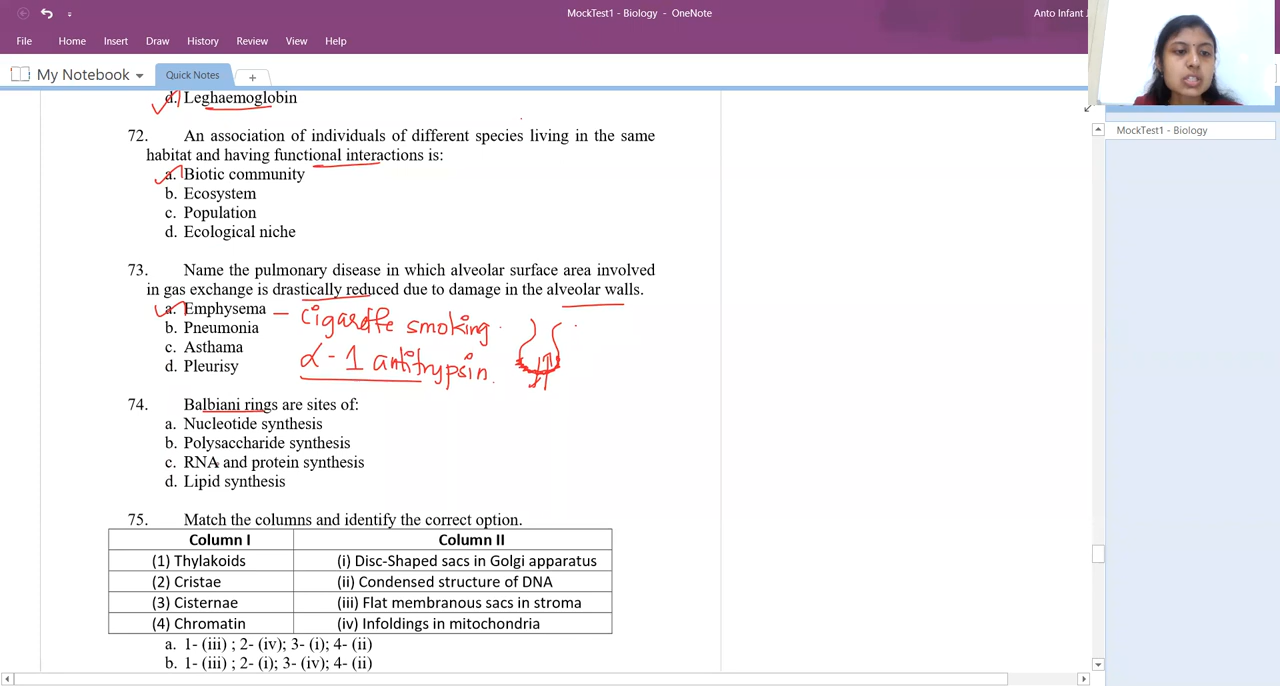 MockTest1 - Biology - OneNote
Anto Infant J
File Home Insert Draw History Review View Help
My Notebook
Quick Notes
+
MockTest1 - Biology
d. Leghaemoglobin
72. An association of individuals of different species living in the same
habitat and having functional interactions is:
a. Biotic community
b. Ecosystem
c. Population
d. Ecological niche
73. Name the pulmonary disease in which alveolar surface area involved
in gas exchange is drastically reduced due to damage in the alveolar walls.
a. Emphysema - cigarette smoking.
b. Pneumonia
c. Asthama
α-1 antitrypsin.
d. Pleurisy
74. Balbiani rings are sites of:
a. Nucleotide synthesis
b. Polysaccharide synthesis
c. RNA and protein synthesis
d. Lipid synthesis
75. Match the columns and identify the correct option.
Column I Column II
(1) Thylakoids (i) Disc-Shaped sacs in Golgi apparatus
(2) Cristae (ii) Condensed structure of DNA
(3) Cisternae (iii) Flat membranous sacs in stroma
(4) Chromatin (iv) Infoldings in mitochondria
a. 1- (iii) ; 2- (iv); 3- (i); 4- (ii)
b. 1- (iii) ; 2- (i); 3- (iv); 4- (ii)